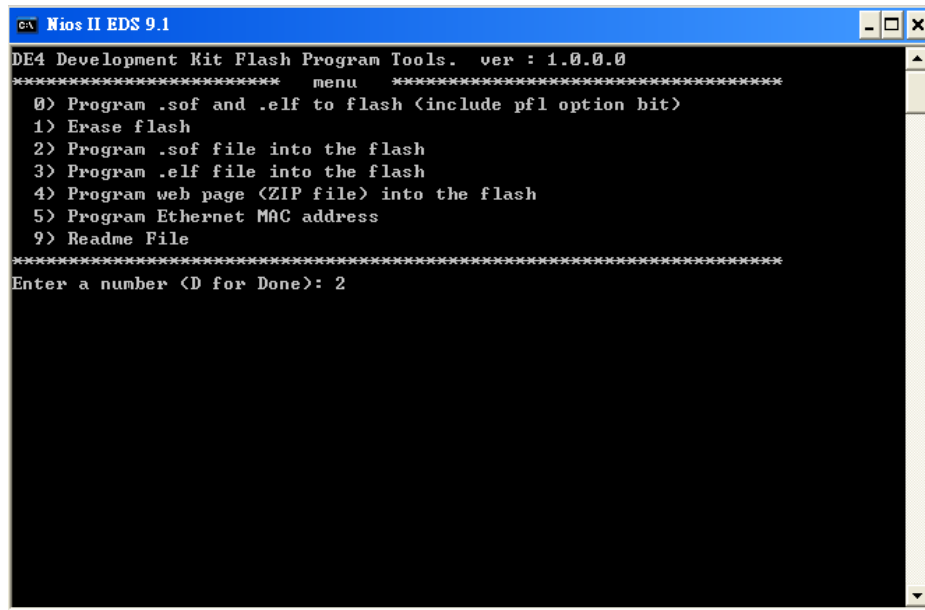 Nios II EDS 9.1
DE4 Development Kit Flash Program Tools. ver : 1.0.0.0
************************ menu ***********************************
0) Program .sof and .elf to flash (include pfl option bit)
1) Erase flash
2) Program .sof file into the flash
3) Program .elf file into the flash
4) Program web page (ZIP file) into the flash
5) Program Ethernet MAC address
9) Readme File
*********************************************************************
Enter a number (D for Done): 2